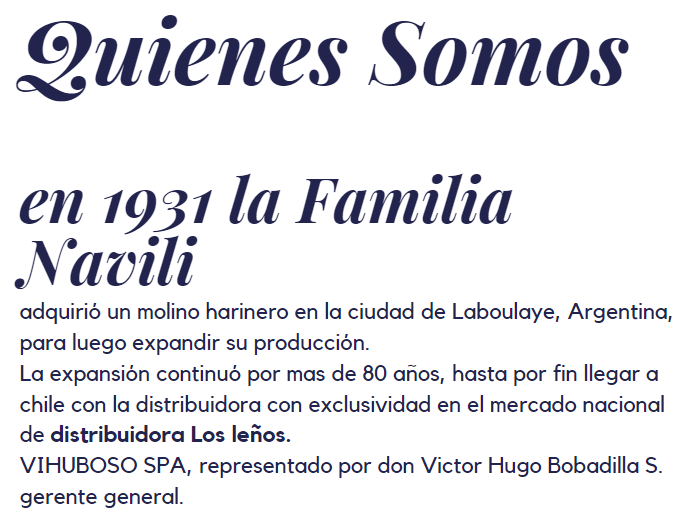 Quienes Somos
en 1931 la Familia
Navili
adquirió un molino harinero en la ciudad de Laboulaye, Argentina,
para luego expandir su producción.
La expansión continuó por mas de 80 años, hasta por fin llegar a
chile con la distribuidora con exclusividad en el mercado nacional
de distribuidora Los leños.
VIHUBOSO SPA, representado por don Victor Hugo Bobadilla S.
gerente general.